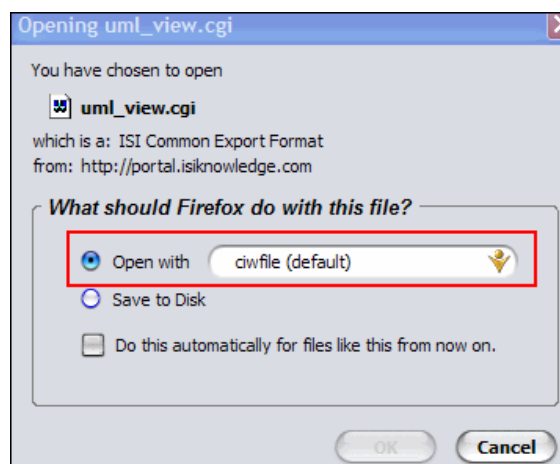 Opening uml_view.cgi
You have chosen to open
uml_view.cgi
which is a: ISI Common Export Format
from: http://portal.isiknowledge.com
What should Firefox do with this file?
Open with ciwfile (default)
Save to Disk
Do this automatically for files like this from now on.
OK Cancel